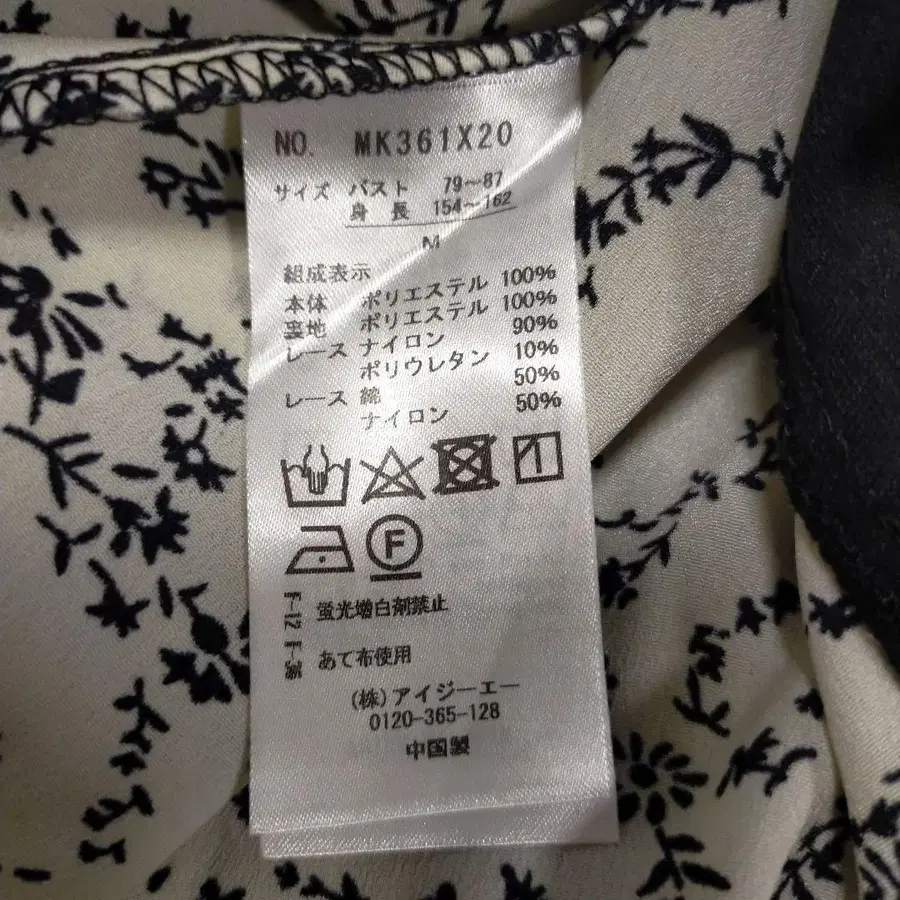 NO. MK361X20
サイズ バスト 79～87
身長 154～162
M
組成表示
本体 ポリエステル 100%
裏地 ポリエステル 100%
レース ナイロン 90%
ポリウレタン 10%
レース 綿 50%
ナイロン 50%
F
F-12 蛍光増白剤禁止
あて布使用
(株)アイジーエー
0120-365-128
中国製